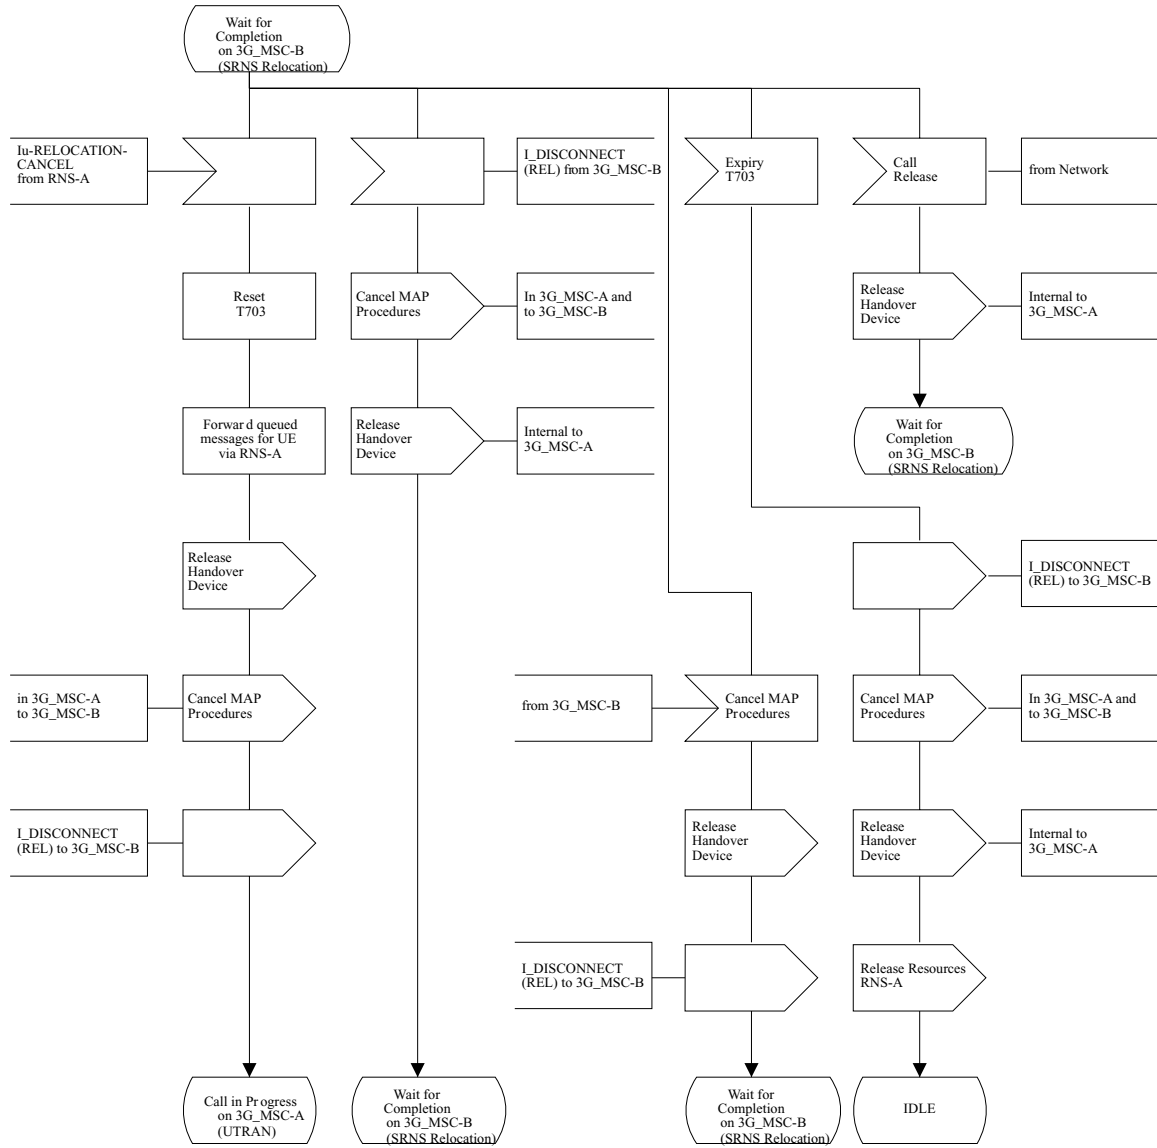 Wait for
Completion
on 3G_MSC-B
(SRNS Relocation)
Iu-RELOCATION-
CANCEL
from RNS-A
I_DISCONNECT
(REL) from 3G_MSC-B
Expiry
T703
Call
Release
from Network
Reset
T703
Cancel MAP
Procedures
In 3G_MSC-A and
to 3G_MSC-B
Release
Handover
Device
Internal to
3G_MSC-A
Forward queued
messages for UE
via RNS-A
Release
Handover
Device
Internal to
3G_MSC-A
Wait for
Completion
on 3G_MSC-B
(SRNS Relocation)
Release
Handover
Device
I_DISCONNECT
(REL) to 3G_MSC-B
in 3G_MSC-A
to 3G_MSC-B
Cancel MAP
Procedures
from 3G_MSC-B
Cancel MAP
Procedures
Cancel MAP
Procedures
In 3G_MSC-A and
to 3G_MSC-B
I_DISCONNECT
(REL) to 3G_MSC-B
Release
Handover
Device
Release
Handover
Device
Internal to
3G_MSC-A
I_DISCONNECT
(REL) to 3G_MSC-B
Release Resources
RNS-A
Call in Progress
on 3G_MSC-A
(UTRAN)
Wait for
Completion
on 3G_MSC-B
(SRNS Relocation)
Wait for
Completion
on 3G_MSC-B
(SRNS Relocation)
IDLE